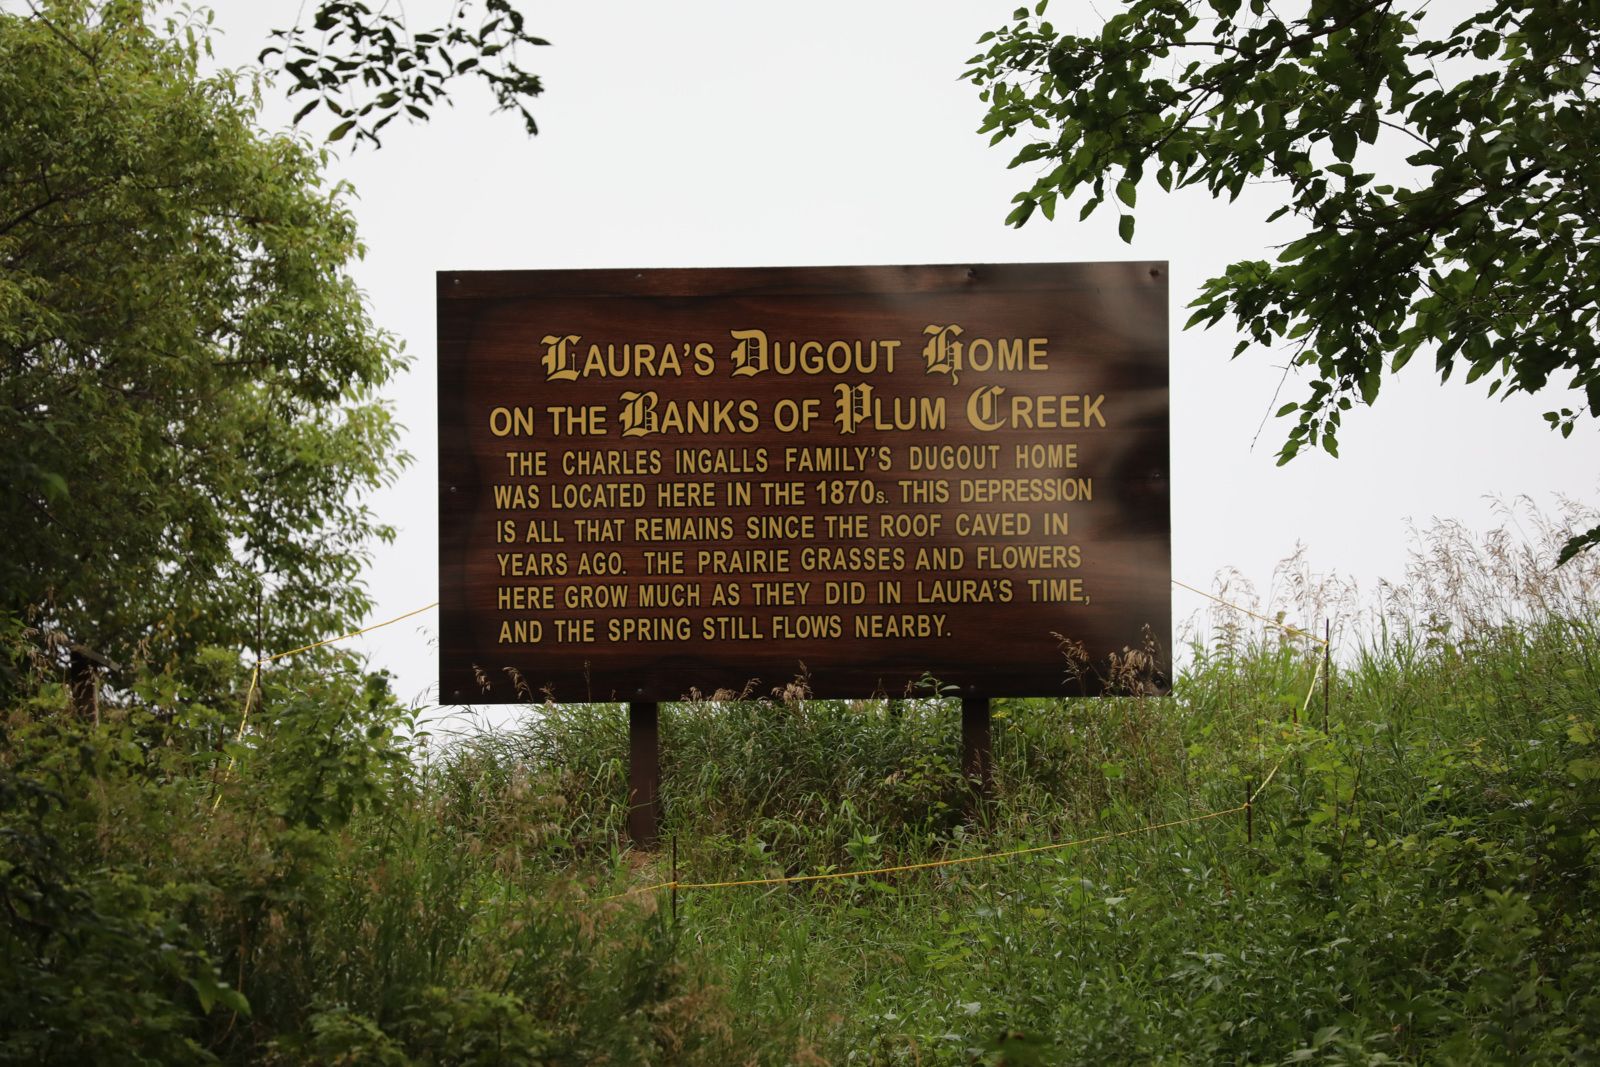 Laura's Dugout Home
on the Banks of Plum Creek
THE CHARLES INGALLS FAMILY'S DUGOUT HOME
WAS LOCATED HERE IN THE 1870s. THIS DEPRESSION
IS ALL THAT REMAINS SINCE THE ROOF CAVED IN
YEARS AGO. THE PRAIRIE GRASSES AND FLOWERS
HERE GROW MUCH AS THEY DID IN LAURA'S TIME,
AND THE SPRING STILL FLOWS NEARBY.